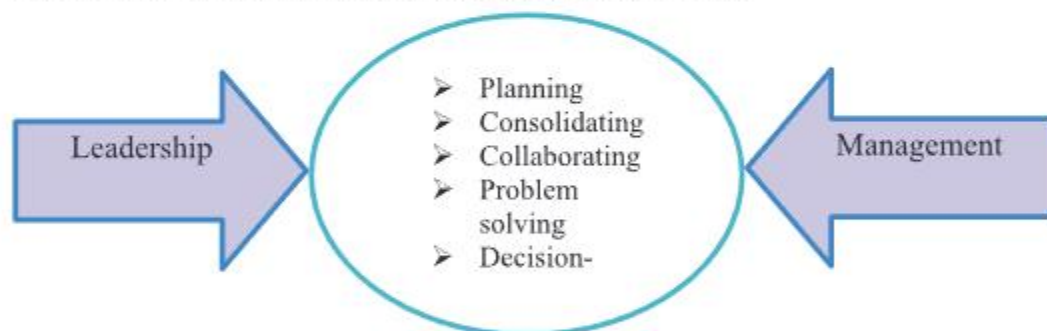 Leadership
➢ Planning
➢ Consolidating
➢ Collaborating
➢ Problem
solving
➢ Decision-
Management